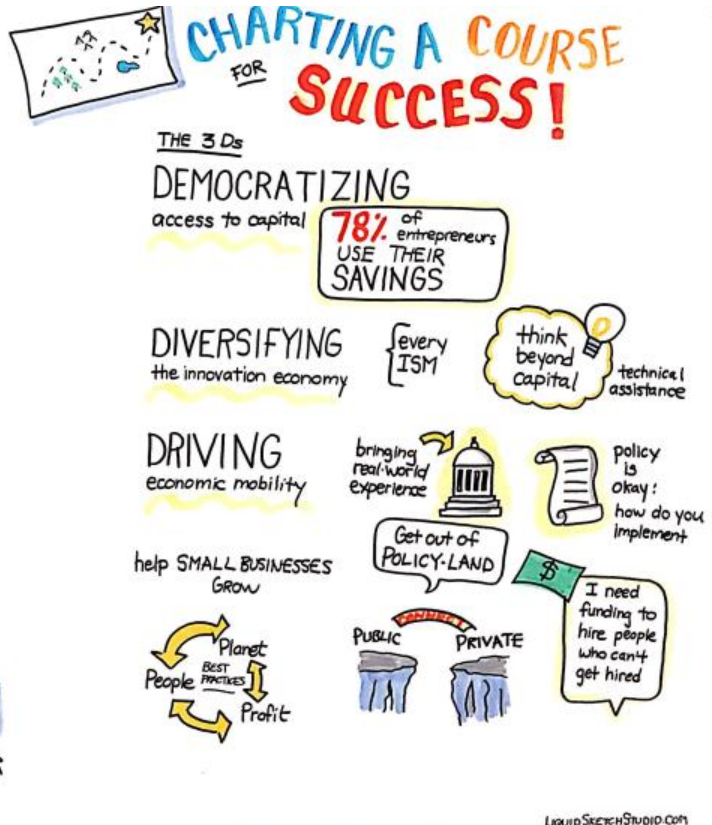 CHARTING A COURSE
FOR
SUCCESS!
THE 3 Ds
DEMOCRATIZING
access to capital
78% of
entrepreneurs
USE THEIR
SAVINGS
DIVERSIFYING
the innovation economy
every
ISM
think
beyond
capital
technical
assistance
DRIVING
economic mobility
bringing
real-world
experience
policy
is
okay:
how do you
implement
help SMALL BUSINESSES
GROW
Get out of
POLICY-LAND
$
I need
funding to
hire people
who can't
get hired
Planet
People
BEST
PRACTICES
Profit
CONNECT
PUBLIC
PRIVATE
LIQUIDSKETCHSTUDIO.COM